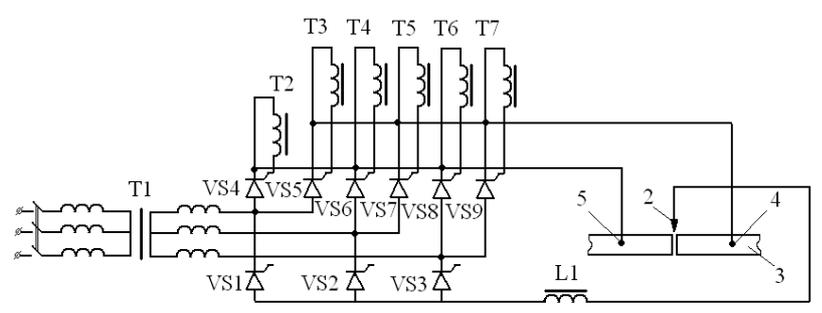 T3 T4 T5 T6 T7
T2
T1
VS4 VS5
VS6 VS7 VS8 VS9
5 2 4
3
VS1 VS2 VS3
L1